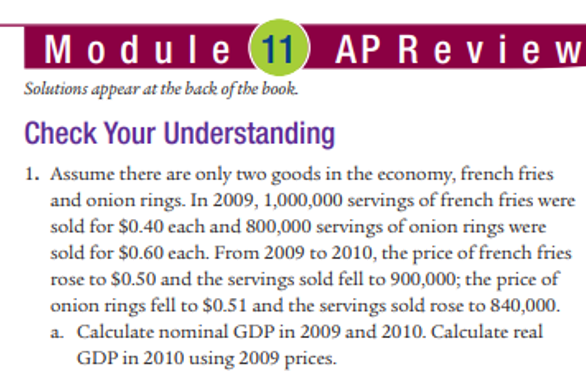 Module 11 AP Review
Solutions appear at the back of the book.
Check Your Understanding
1. Assume there are only two goods in the economy, french fries
and onion rings. In 2009, 1,000,000 servings of french fries were
sold for $0.40 each and 800,000 servings of onion rings were
sold for $0.60 each. From 2009 to 2010, the price of french fries
rose to $0.50 and the servings sold fell to 900,000; the price of
onion rings fell to $0.51 and the servings sold rose to 840,000.
a. Calculate nominal GDP in 2009 and 2010. Calculate real
GDP in 2010 using 2009 prices.